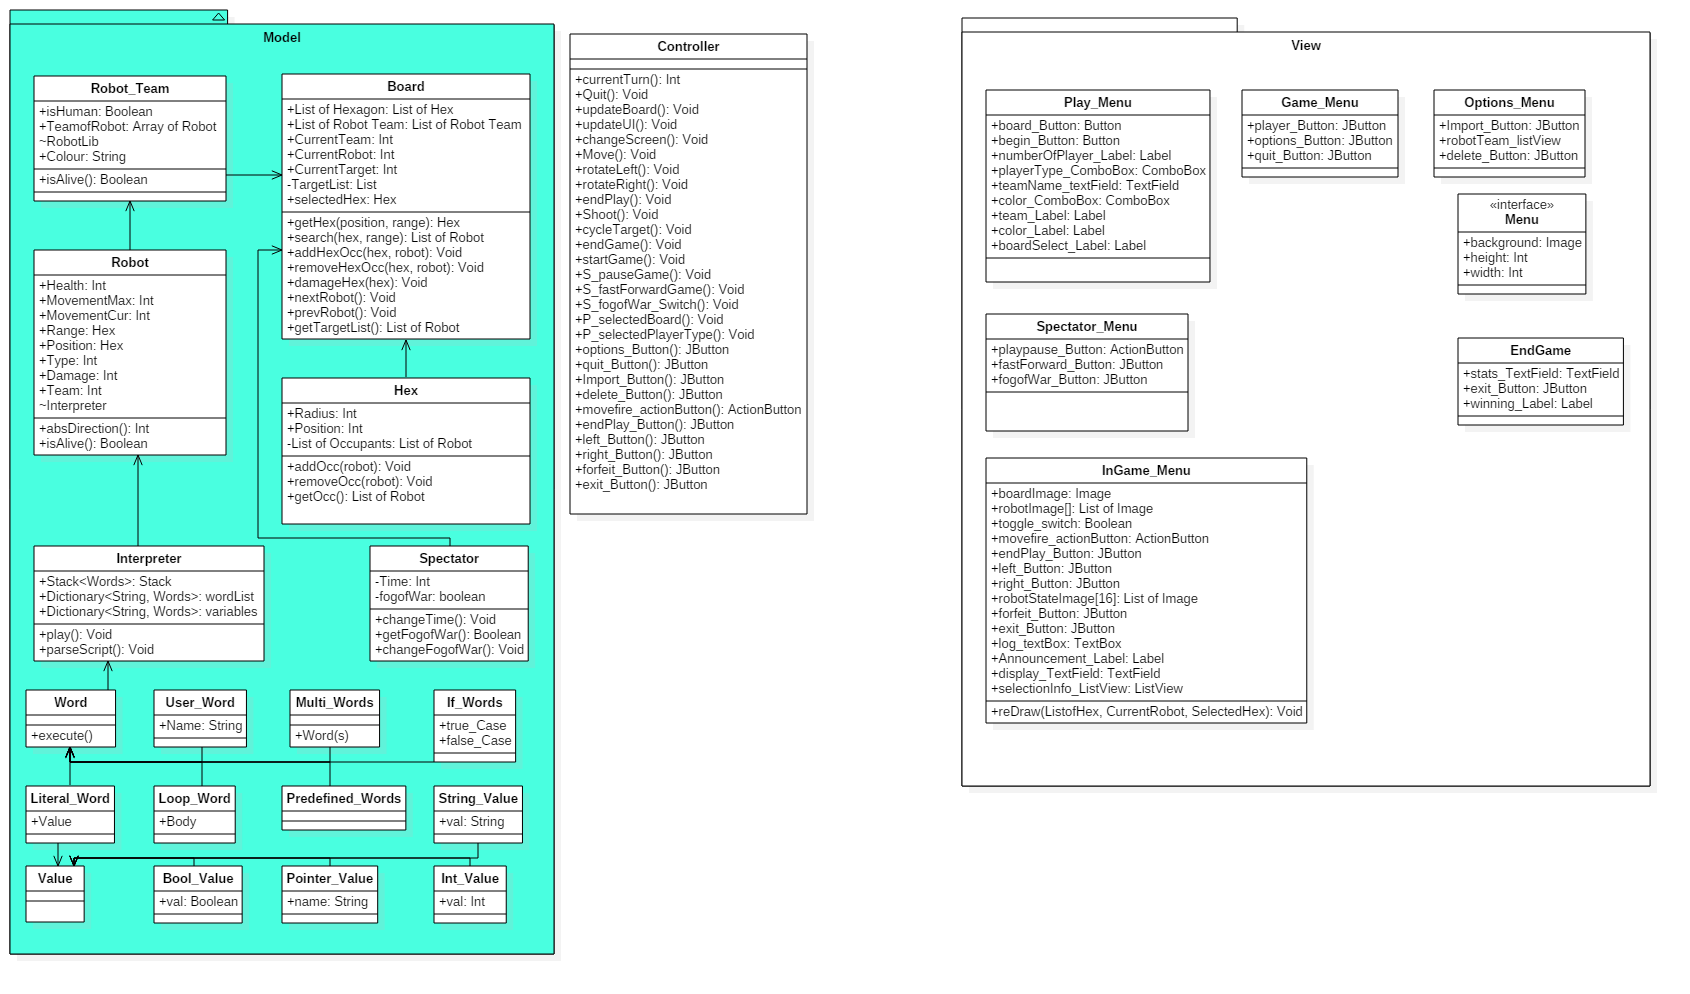 Model
Robot_Team
+isHuman: Boolean
+TeamofRobot: Array of Robot
~RobotLib
+Colour: String
+isAlive(): Boolean
Board
+List of Hexagon: List of Hex
+List of Robot Team: List of Robot Team
+CurrentTeam: Int
+CurrentRobot: Int
+CurrentTarget: Int
-TargetList: List
+selectedHex: Hex
+getHex(position, range): Hex
+search(hex, range): List of Robot
+addHexOcc(hex, robot): Void
+removeHexOcc(hex, robot): Void
+damageHex(hex): Void
+nextRobot(): Void
+prevRobot(): Void
+getTargetList(): List of Robot
Robot
+Health: Int
+MovementMax: Int
+MovementCur: Int
+Range: Hex
+Position: Hex
+Type: Int
+Damage: Int
+Team: Int
~Interpreter
+absDirection(): Int
+isAlive(): Boolean
Hex
+Radius: Int
+Position: Int
-List of Occupants: List of Robot
+addOcc(robot): Void
+removeOcc(robot): Void
+getOcc(): List of Robot
Interpreter
+Stack<Words>: Stack
+Dictionary<String, Words>: wordList
+Dictionary<String, Words>: variables
+play(): Void
+parseScript(): Void
Spectator
-Time: Int
-fogofWar: boolean
+changeTime(): Void
+getFogofWar(): Boolean
+changeFogofWar(): Void
Word
+execute()
User_Word
+Name: String
Multi_Words
+Word(s)
If_Words
+true_Case
+false_Case
Literal_Word
+Value
Loop_Word
+Body
Predefined_Words
String_Value
+val: String
Value
Bool_Value
+val: Boolean
Pointer_Value
+name: String
Int_Value
+val: Int
Controller
+currentTurn(): Int
+Quit(): Void
+updateBoard(): Void
+updateUI(): Void
+changeScreen(): Void
+Move(): Void
+rotateLeft(): Void
+rotateRight(): Void
+endPlay(): Void
+Shoot(): Void
+cycleTarget(): Void
+endGame(): Void
+startGame(): Void
+S_pauseGame(): Void
+S_fastForwardGame(): Void
+S_fogofWar_Switch(): Void
+P_selectedBoard(): Void
+P_selectedPlayerType(): Void
+options_Button(): JButton
+quit_Button(): JButton
+Import_Button(): JButton
+delete_Button(): JButton
+movefire_actionButton(): ActionButton
+endPlay_Button(): JButton
+left_Button(): JButton
+right_Button(): JButton
+forfeit_Button(): JButton
+exit_Button(): JButton
View
Play_Menu
+board_Button: Button
+begin_Button: Button
+numberOfPlayer_Label: Label
+playerType_ComboBox: ComboBox
+teamName_textField: TextField
+color_ComboBox: ComboBox
+team_Label: Label
+color_Label: Label
+boardSelect_Label: Label
Game_Menu
+player_Button: JButton
+options_Button: JButton
+quit_Button: JButton
Options_Menu
+Import_Button: JButton
+robotTeam_listView
+delete_Button: JButton
«interface»
Menu
+background: Image
+height: Int
+width: Int
Spectator_Menu
+playpause_Button: ActionButton
+fastForward_Button: JButton
+fogofWar_Button: JButton
EndGame
+stats_TextField: TextField
+exit_Button: JButton
+winning_Label: Label
InGame_Menu
+boardImage: Image
+robotImage[]: List of Image
+toggle_switch: Boolean
+movefire_actionButton: ActionButton
+endPlay_Button: JButton
+left_Button: JButton
+right_Button: JButton
+robotStateImage[16]: List of Image
+forfeit_Button: JButton
+exit_Button: JButton
+log_textBox: TextBox
+Announcement_Label: Label
+display_TextField: TextField
+selectionInfo_ListView: ListView
+reDraw(ListofHex, CurrentRobot, SelectedHex): Void